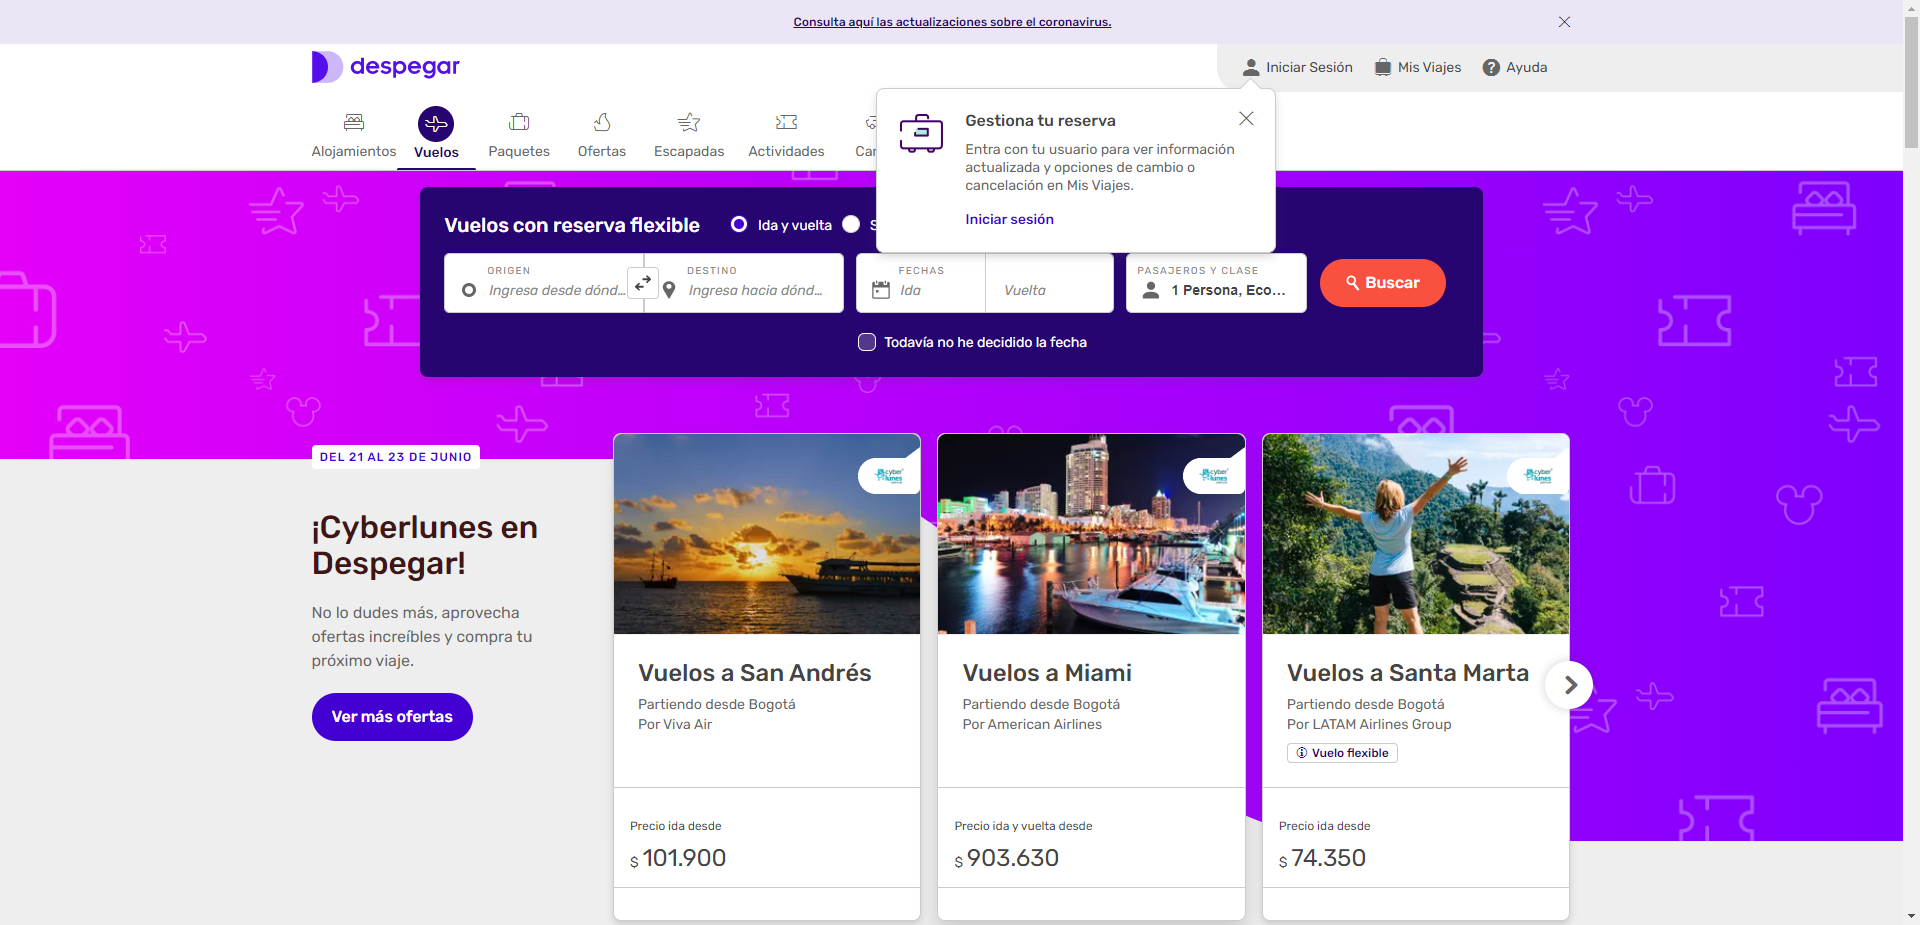 Consulta aquí las actualizaciones sobre el coronavirus.
despegar
Iniciar Sesión
Mis Viajes
Ayuda
Alojamientos
Vuelos
Paquetes
Ofertas
Escapadas
Actividades
Gestiona tu reserva
Entra con tu usuario para ver información
actualizada y opciones de cambio o
cancelación en Mis Viajes.
Iniciar sesión
Vuelos con reserva flexible
Ida y vuelta
ORIGEN
Ingresa desde dónd...
DESTINO
Ingresa hacia dónd...
FECHAS
Ida
Vuelta
PASAJEROS Y CLASE
1 Persona, Eco...
Buscar
Todavía no he decidido la fecha
DEL 21 AL 23 DE JUNIO
¡Cyberlunes en
Despegar!
No lo dudes más, aprovecha
ofertas increíbles y compra tu
próximo viaje.
Ver más ofertas
cyber
lunes
Vuelos a San Andrés
Partiendo desde Bogotá
Por Viva Air
Precio ida desde
$ 101.900
cyber
lunes
Vuelos a Miami
Partiendo desde Bogotá
Por American Airlines
Precio ida y vuelta desde
$ 903.630
cyber
lunes
Vuelos a Santa Marta
Partiendo desde Bogotá
Por LATAM Airlines Group
Vuelo flexible
Precio ida desde
$ 74.350